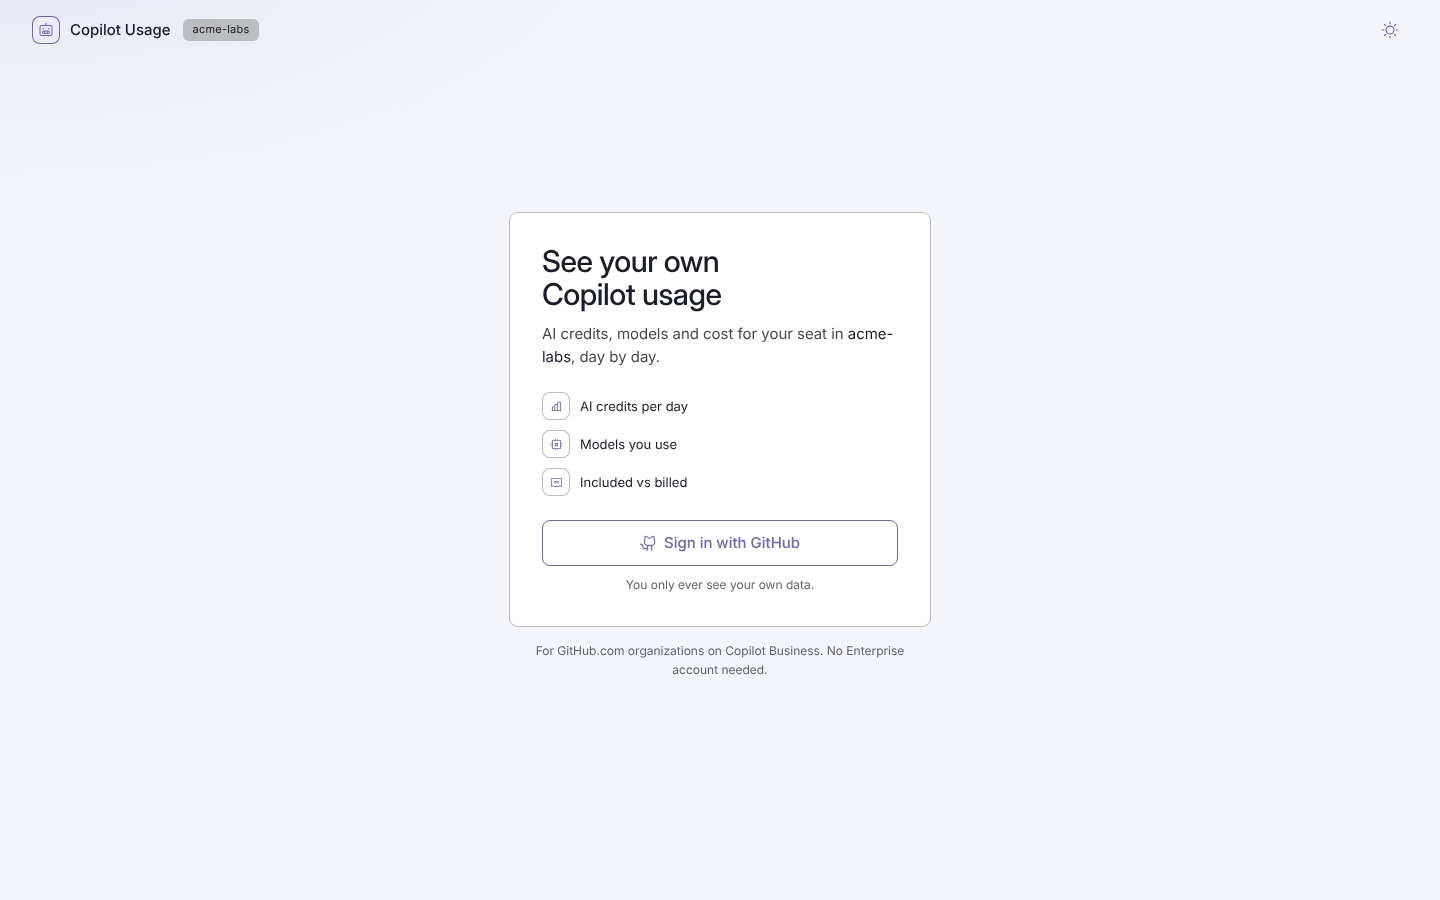 Copilot Usage acme-labs
See your own
Copilot usage
AI credits, models and cost for your seat in acme-
labs, day by day.
AI credits per day
Models you use
Included vs billed
Sign in with GitHub
You only ever see your own data.
For GitHub.com organizations on Copilot Business. No Enterprise
account needed.